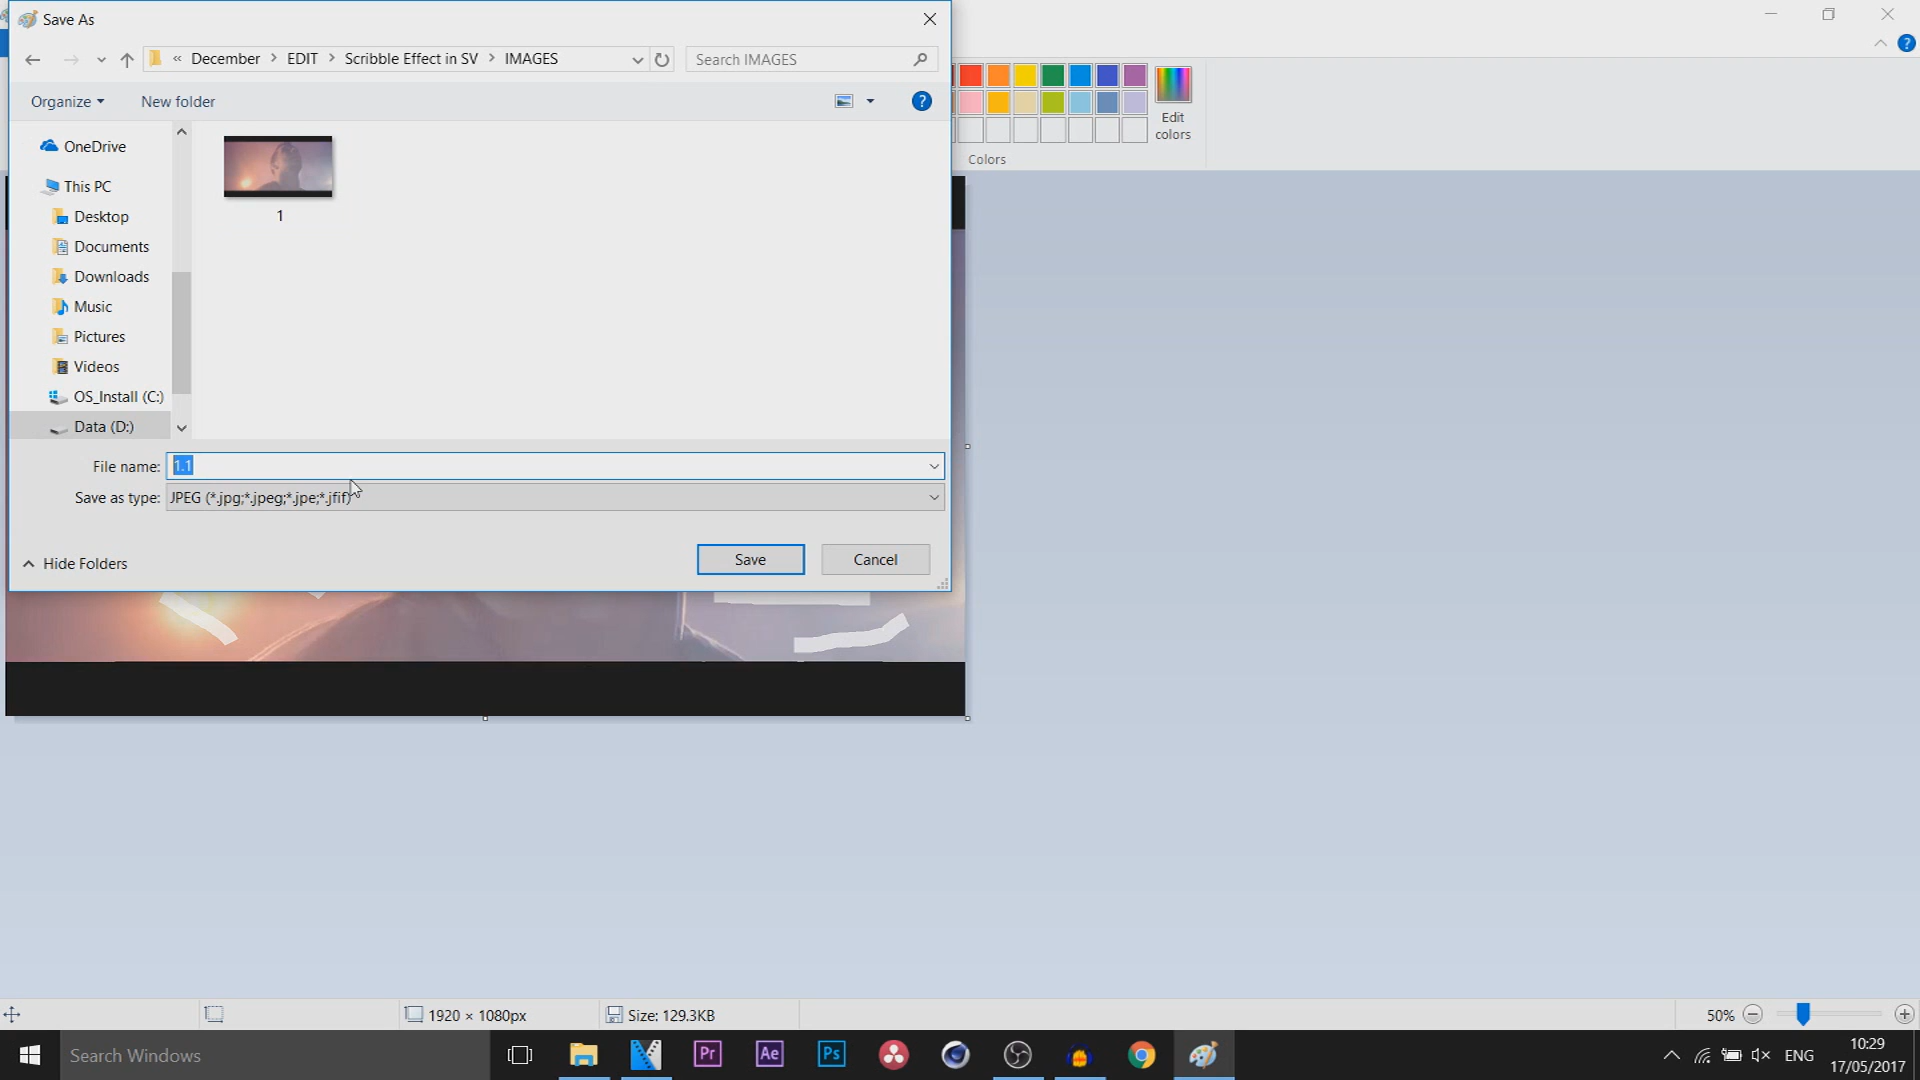 Save As
« December > EDIT > Scribble Effect in SV > IMAGES
Search IMAGES
Organize
New folder
OneDrive
This PC
Desktop
Documents
Downloads
Music
Pictures
Videos
OS_Install (C:)
Data (D:)
1
File name: 1.1
Save as type: JPEG (*.jpg;*.jpeg;*.jpe;*.jfif)
Hide Folders
Save
Cancel
Edit
colors
Colors
1920 × 1080px
Size: 129.3KB
50%
Search Windows
Pr
Ae
Ps
ENG
10:29
17/05/2017